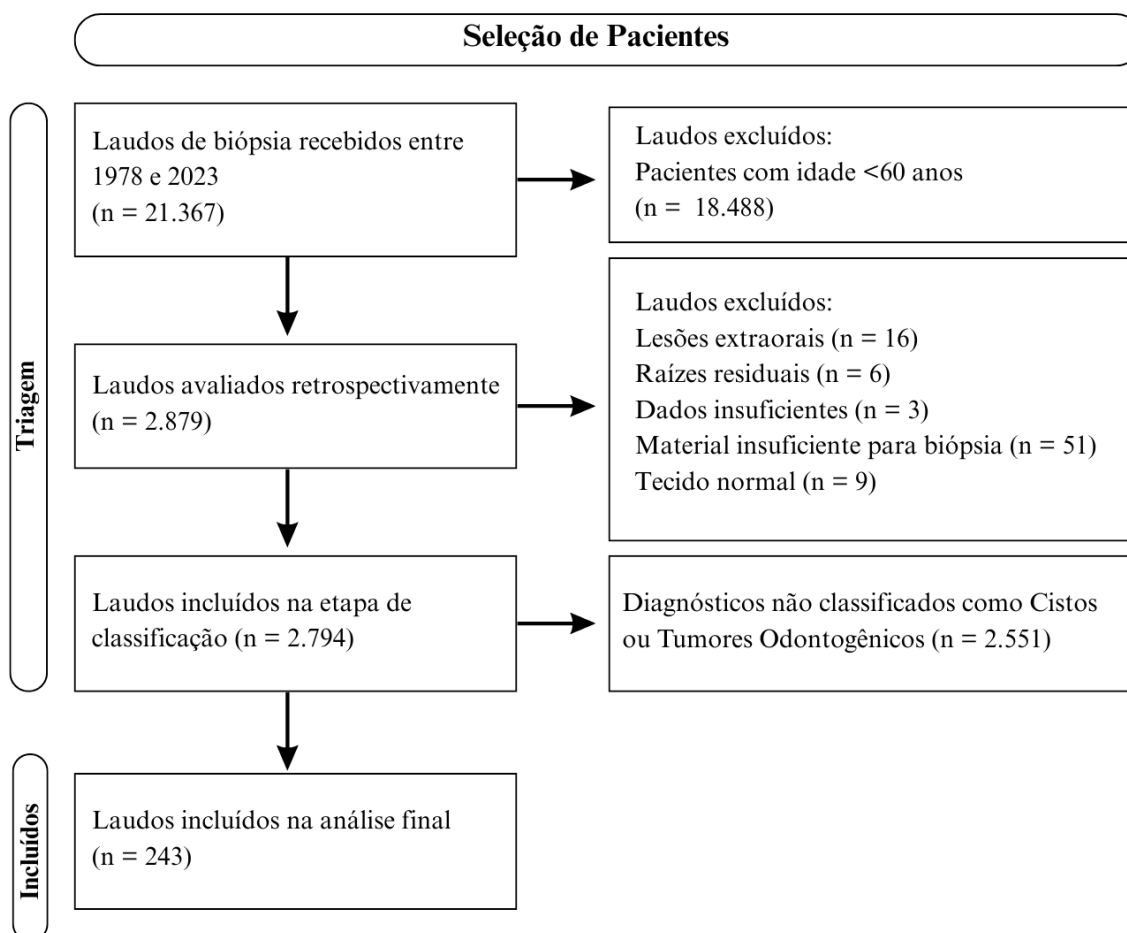 Seleção de Pacientes
Triagem
Laudos de biópsia recebidos entre
1978 e 2023
(n = 21.367)
Laudos excluídos:
Pacientes com idade <60 anos
(n = 18.488)
Laudos avaliados retrospectivamente
(n = 2.879)
Laudos excluídos:
Lesões extraorais (n = 16)
Raízes residuais (n = 6)
Dados insuficientes (n = 3)
Material insuficiente para biópsia (n = 51)
Tecido normal (n = 9)
Laudos incluídos na etapa de
classificação (n = 2.794)
Diagnósticos não classificados como Cistos
ou Tumores Odontogênicos (n = 2.551)
Incluídos
Laudos incluídos na análise final
(n = 243)